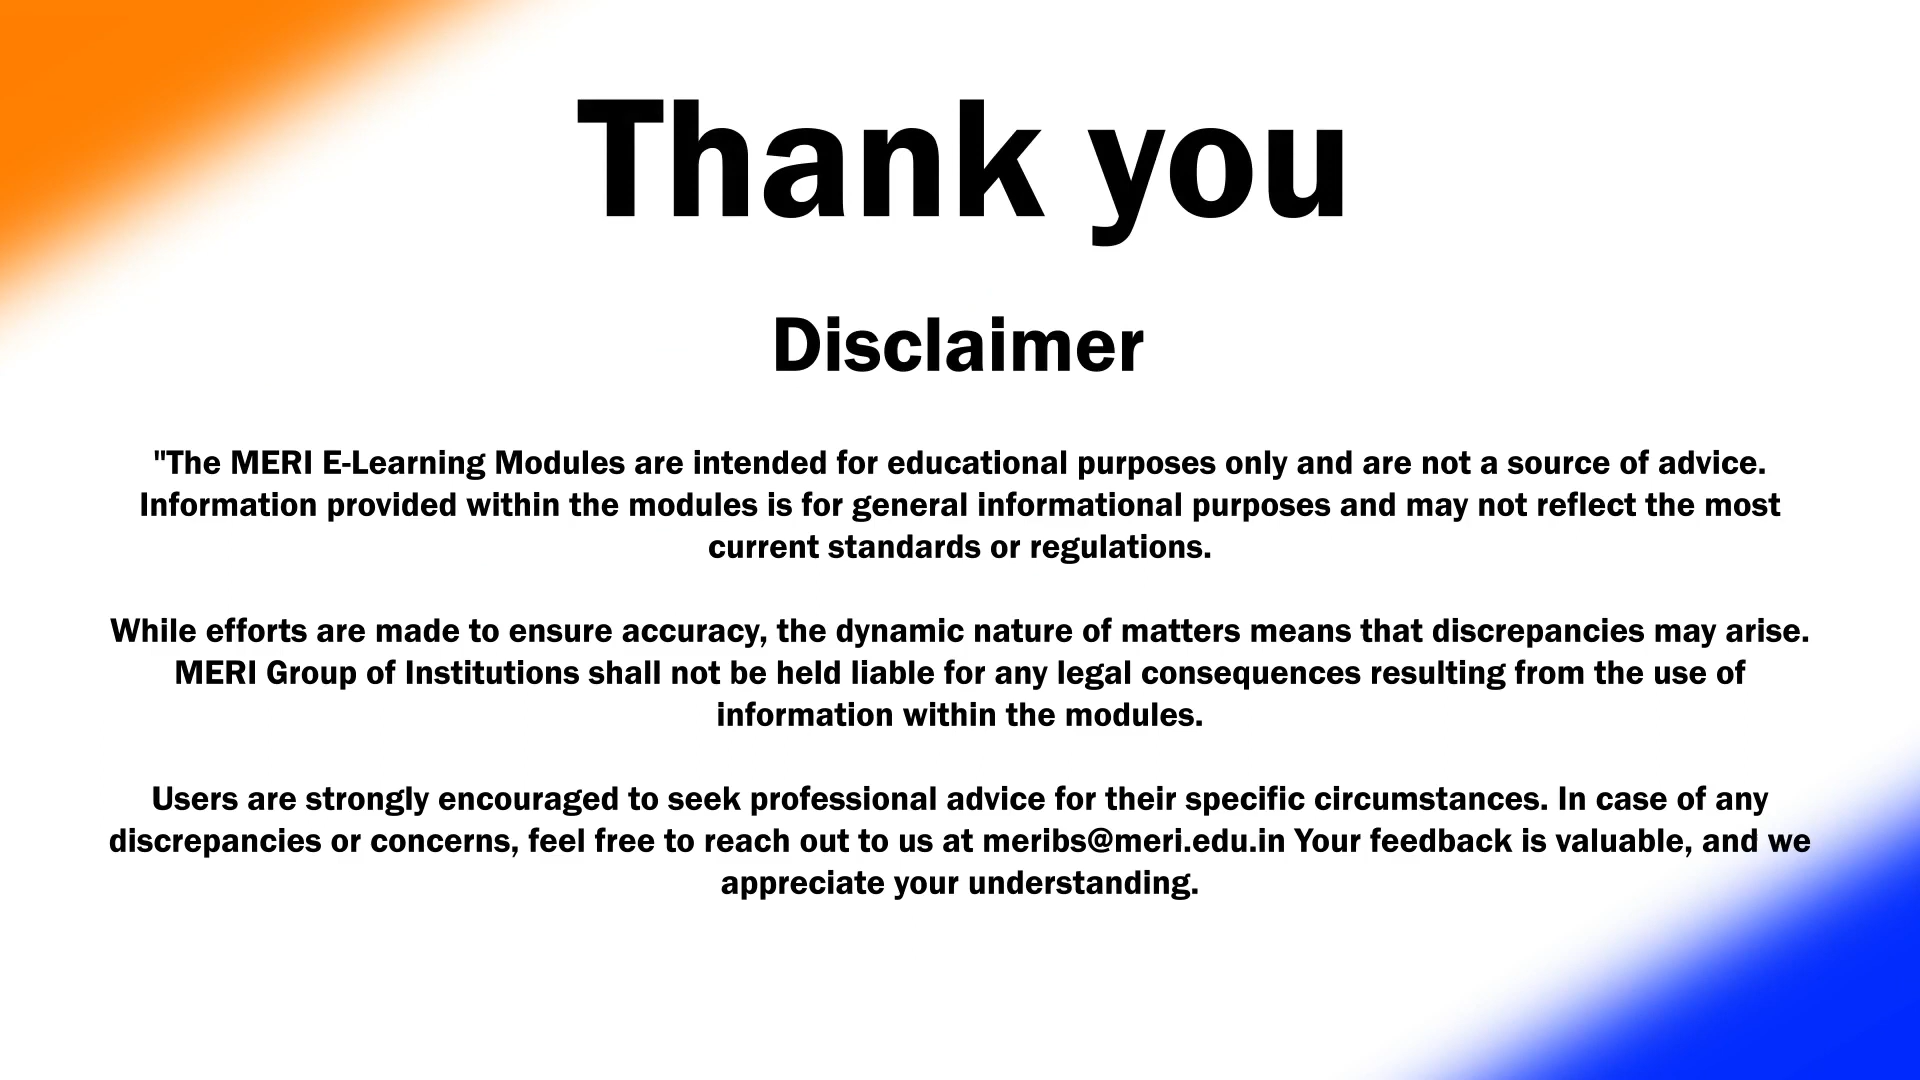 Thank you
Disclaimer
"The MERI E-Learning Modules are intended for educational purposes only and are not a source of advice.
Information provided within the modules is for general informational purposes and may not reflect the most
current standards or regulations.
While efforts are made to ensure accuracy, the dynamic nature of matters means that discrepancies may arise.
MERI Group of Institutions shall not be held liable for any legal consequences resulting from the use of
information within the modules.
Users are strongly encouraged to seek professional advice for their specific circumstances. In case of any
discrepancies or concerns, feel free to reach out to us at meribs@meri.edu.in Your feedback is valuable, and we
appreciate your understanding.